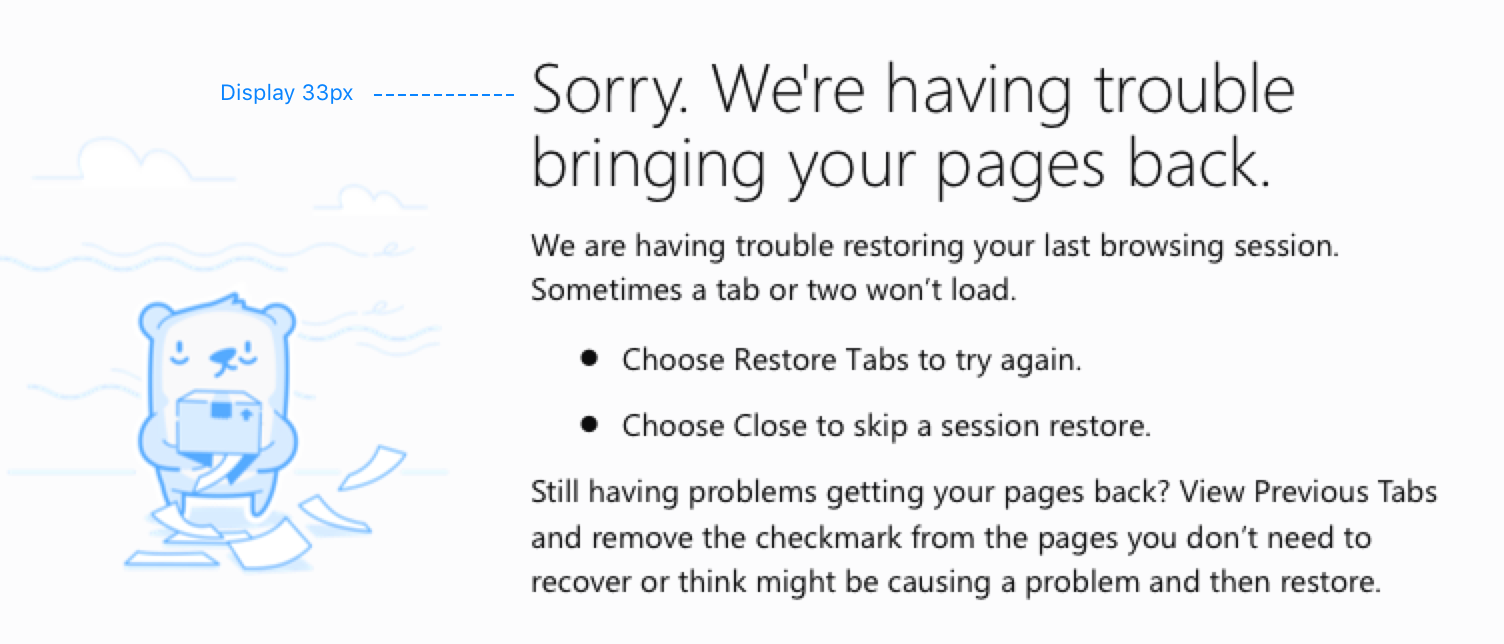 Display 33px
Sorry. We're having trouble
bringing your pages back.
We are having trouble restoring your last browsing session.
Sometimes a tab or two won’t load.
● Choose Restore Tabs to try again.
● Choose Close to skip a session restore.
Still having problems getting your pages back? View Previous Tabs
and remove the checkmark from the pages you don’t need to
recover or think might be causing a problem and then restore.